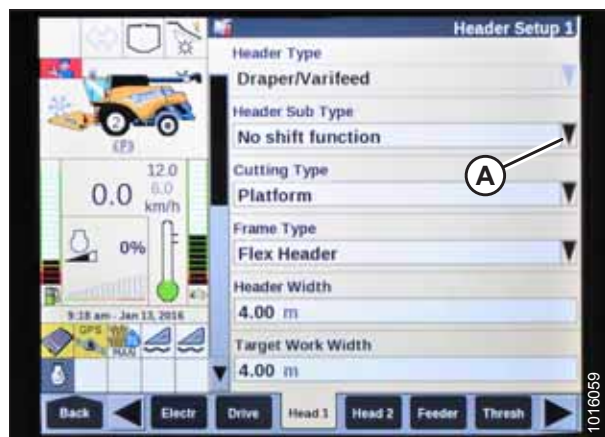 Header Setup 1
Header Type
Draper/Varifeed
Header Sub Type
No shift function
A
Cutting Type
Platform
Frame Type
Flex Header
Header Width
4.00 m
Target Work Width
4.00 m
2
(F)
12.0
0.0 6.0
km/h
0%
9:18 am - Jan 13, 2016
GPS
MAN
Back
Electr
Drive
Head 1
Head 2
Feeder
Thresh
1016059